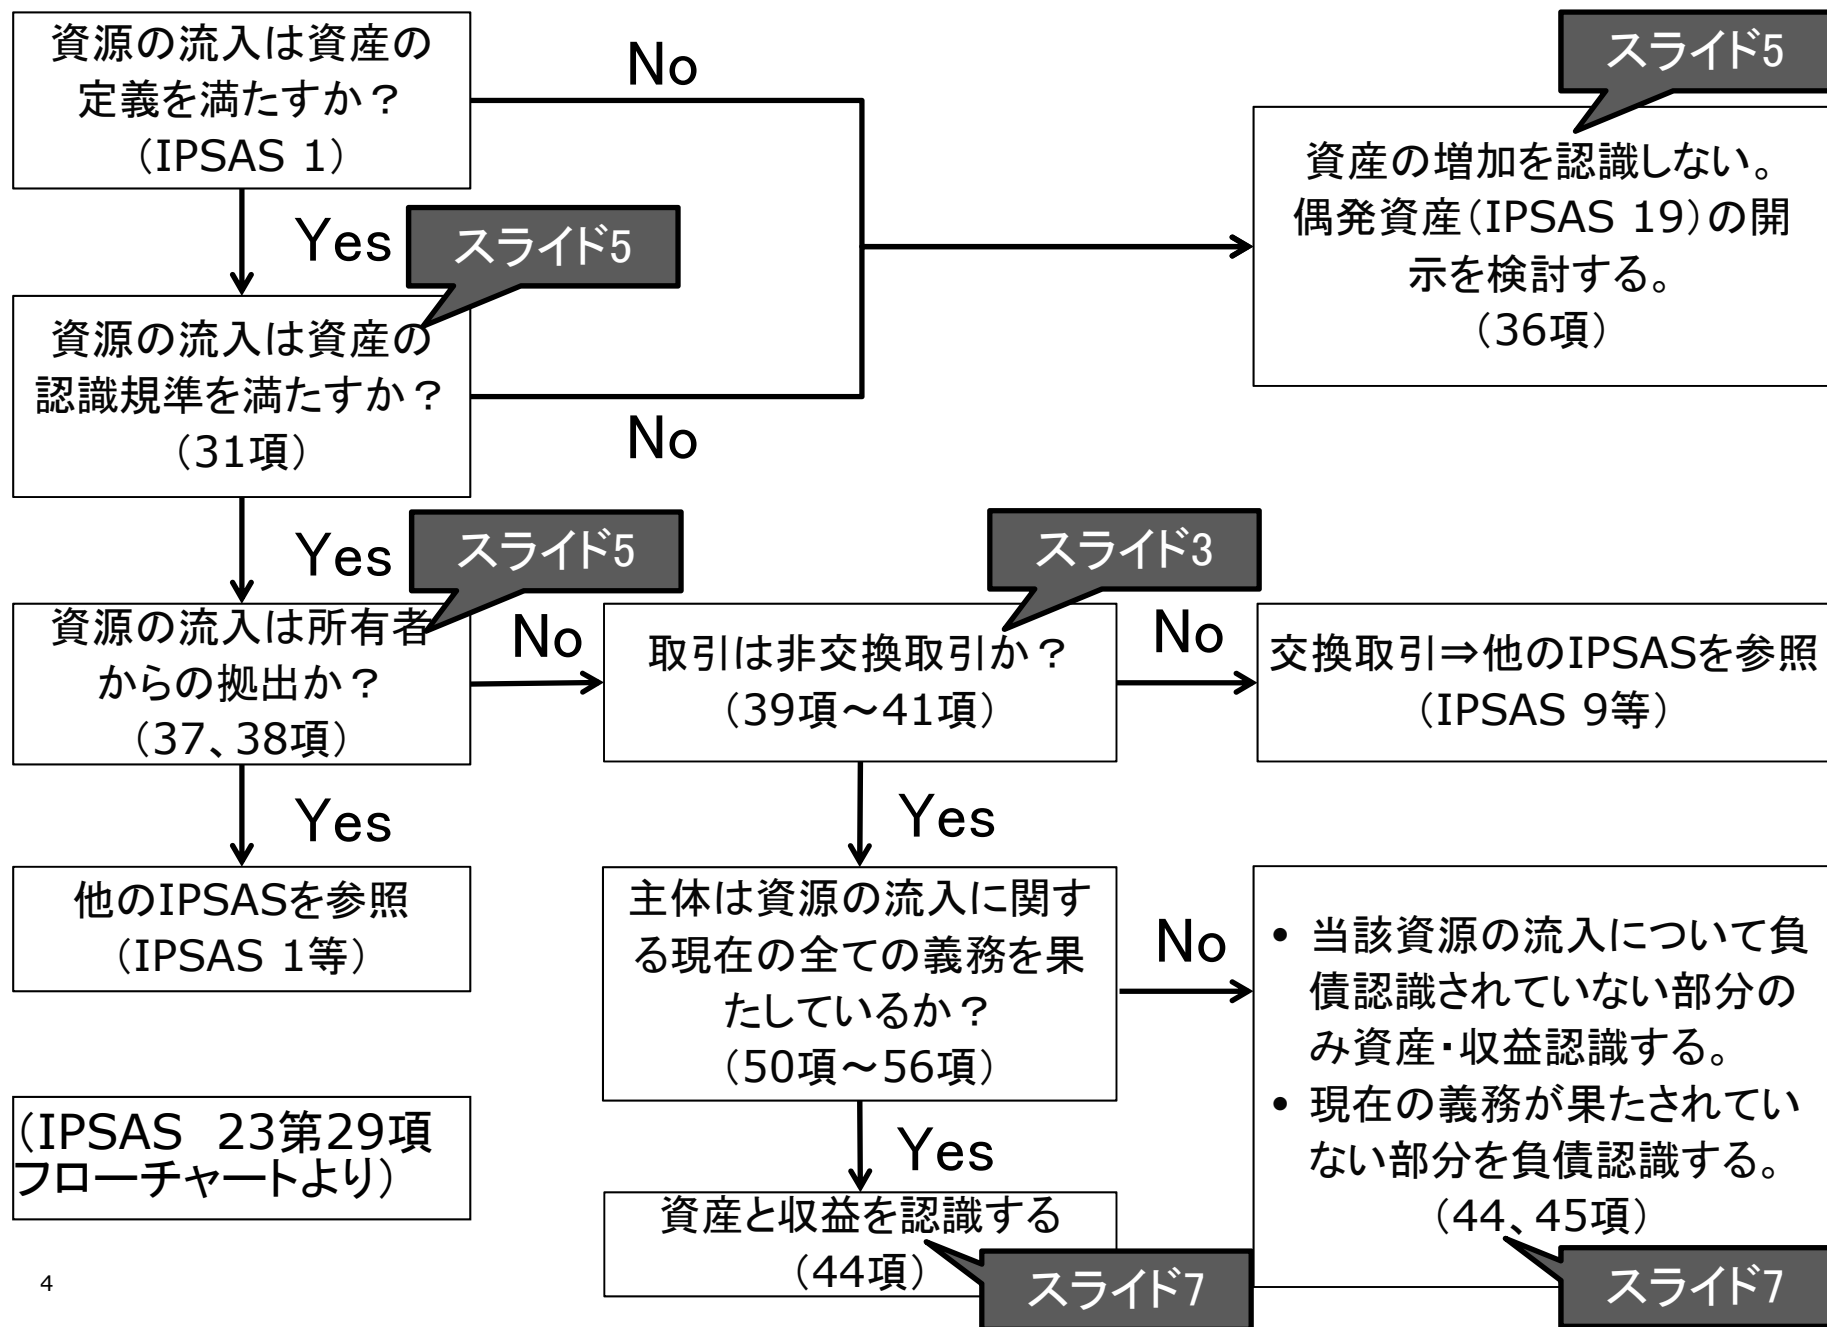 資源の流入は資産の
定義を満たすか？
（IPSAS 1）
No
スライド5
資産の増加を認識しない。
偶発資産（IPSAS 19）の開
示を検討する。
（36項）
Yes
スライド5
資源の流入は資産の
認識規準を満たすか？
（31項）
No
Yes
スライド5
資源の流入は所有者
からの拠出か？
（37、38項）
No
スライド3
取引は非交換取引か？
（39項～41項）
No
交換取引⇒他のIPSASを参照
（IPSAS 9等）
Yes
他のIPSASを参照
（IPSAS 1等）
Yes
主体は資源の流入に関す
る現在の全ての義務を果
たしているか？
（50項～56項）
No
• 当該資源の流入について負
債認識されていない部分の
み資産・収益認識する。
• 現在の義務が果たされてい
ない部分を負債認識する。
（44、45項）
スライド7
Yes
資産と収益を認識する
（44項）
スライド7
（IPSAS　23第29項
フローチャートより）
4